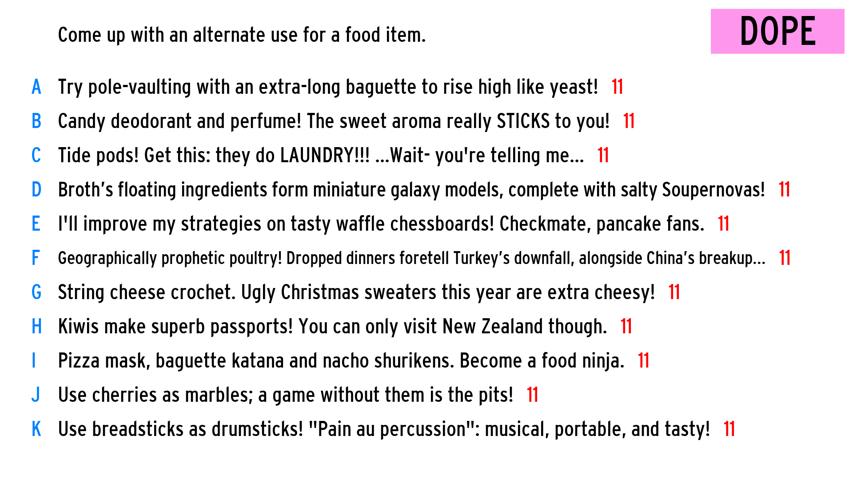 Come up with an alternate use for a food item.
DOPE
A Try pole-vaulting with an extra-long baguette to rise high like yeast! 11
B Candy deodorant and perfume! The sweet aroma really STICKS to you! 11
C Tide pods! Get this: they do LAUNDRY!!! ...Wait- you're telling me... 11
D Broth's floating ingredients form miniature galaxy models, complete with salty Soupernovas! 11
E I'll improve my strategies on tasty waffle chessboards! Checkmate, pancake fans. 11
F Geographically prophetic poultry! Dropped dinners foretell Turkey's downfall, alongside China's breakup... 11
G String cheese crochet. Ugly Christmas sweaters this year are extra cheesy! 11
H Kiwis make superb passports! You can only visit New Zealand though. 11
I Pizza mask, baguette katana and nacho shurikens. Become a food ninja. 11
J Use cherries as marbles; a game without them is the pits! 11
K Use breadsticks as drumsticks! "Pain au percussion": musical, portable, and tasty! 11